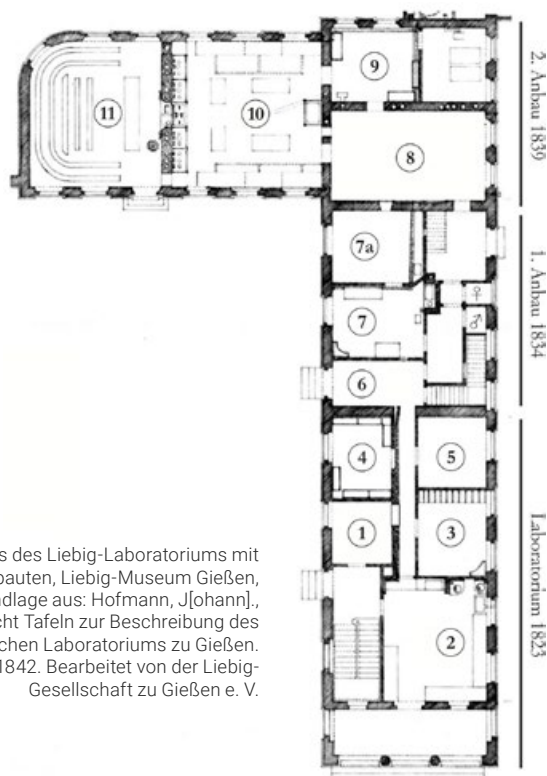 11
10
9
8
7a
7
6
4
5
1
3
2
2. Anbau 1839
1. Anbau 1834
Laboratorium 1823
s des Liebig-Laboratoriums mit
bauten, Liebig-Museum Gießen,
ndlage aus: Hofmann, J[ohann].,
cht Tafeln zur Beschreibung des
schen Laboratoriums zu Gießen.
1842. Bearbeitet von der Liebig-
Gesellschaft zu Gießen e. V.